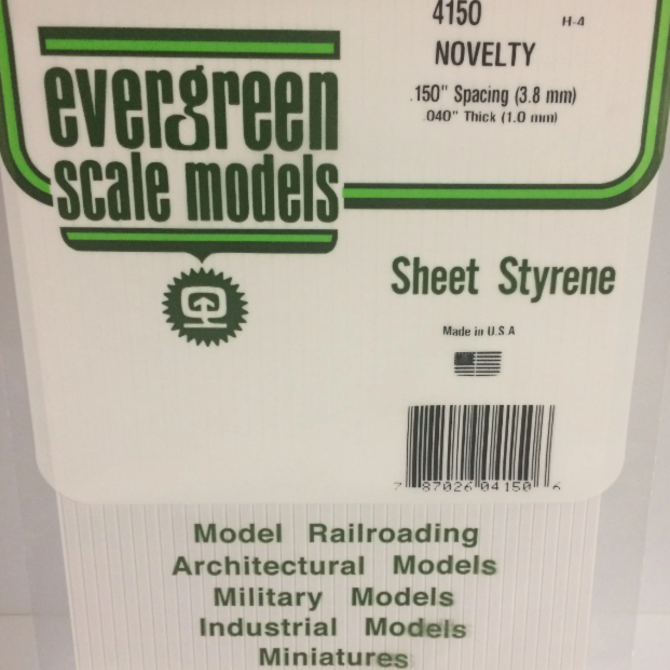 4150 H-4
NOVELTY
.150" Spacing (3.8 mm)
.040" Thick (1.0 mm)
evergreen
scale models
Sheet Styrene
Made in U.S.A
7 87026 04150 6
Model Railroading
Architectural Models
Military Models
Industrial Models
Miniatures